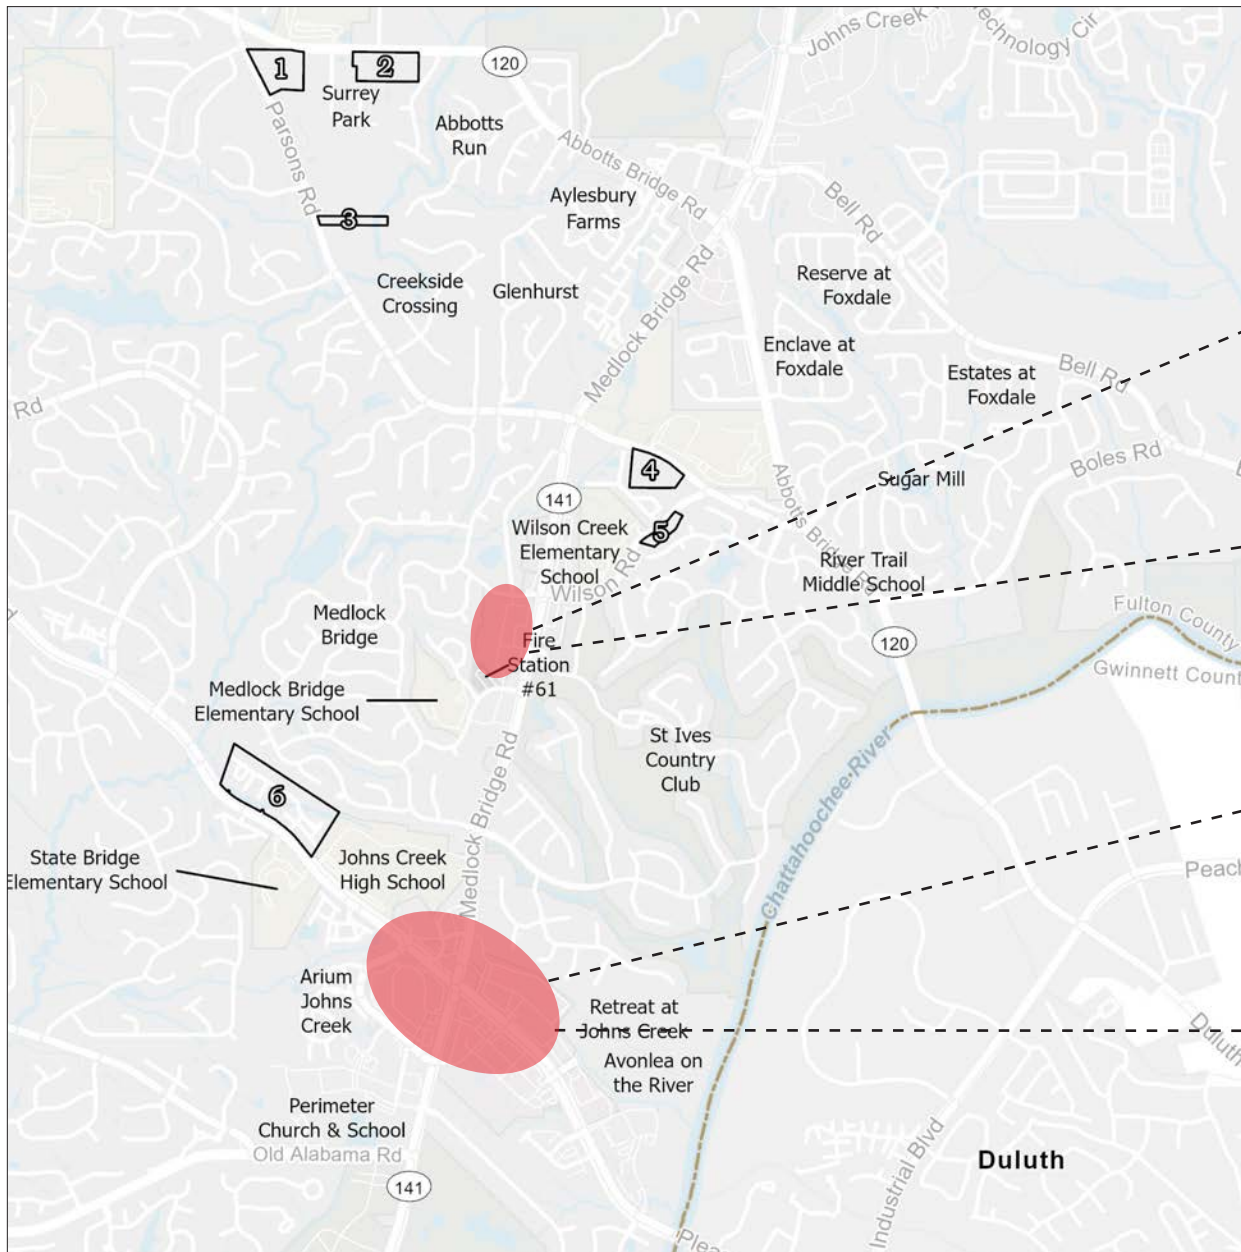 Johns Creek
Technology Cir
1
2
120
Surrey
Park
Abbotts
Run
Parsons Rd
Abbotts Bridge Rd
Aylesbury
Farms
Bell Rd
3
Medlock Bridge Rd
Reserve at
Foxdale
Creekside
Crossing
Glenhurst
Enclave at
Foxdale
Estates at
Foxdale
Bell Rd
Rd
Boles Rd
4
Abbotts Bridge Rd
Sugar Mill
141
5
Wilson Creek
Elementary
School
Wilson Rd
River Trail
Middle School
Medlock
Bridge
Fire
Station
#61
Fulton County
120
Gwinnett Count
Medlock Bridge
Elementary School
St Ives
Country
Club
Medlock Bridge Rd
6
Chattahoochee River
State Bridge
Elementary School
Johns Creek
High School
Peach
Arium
Johns
Creek
Retreat at
Johns Creek
Duluth
Avonlea on
the River
Perimeter
Church & School
Old Alabama Rd
Industrial Blvd
Duluth
141
Plea